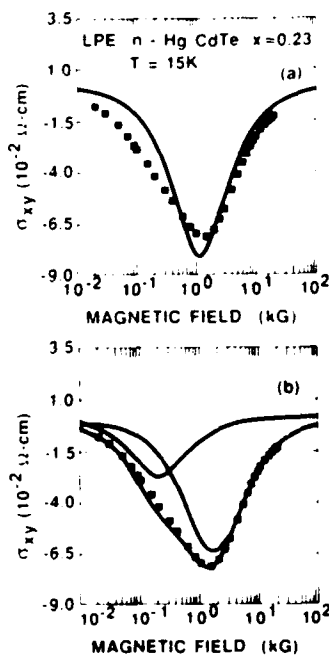 3.5
LPE n - Hg CdTe x = 0.23
T = 15K
(a)
1.0
-1.5
-4.0
-6.5
-9.0
σxy (10⁻² Ω·cm)
10⁻² 10⁻¹ 10⁰ 10¹ 10²
MAGNETIC FIELD (kG)
3.5
(b)
1.0
-1.5
-4.0
-6.5
-9.0
σxy (10⁻² Ω·cm)
10⁻² 10⁻¹ 10⁰ 10¹ 10²
MAGNETIC FIELD (kG)